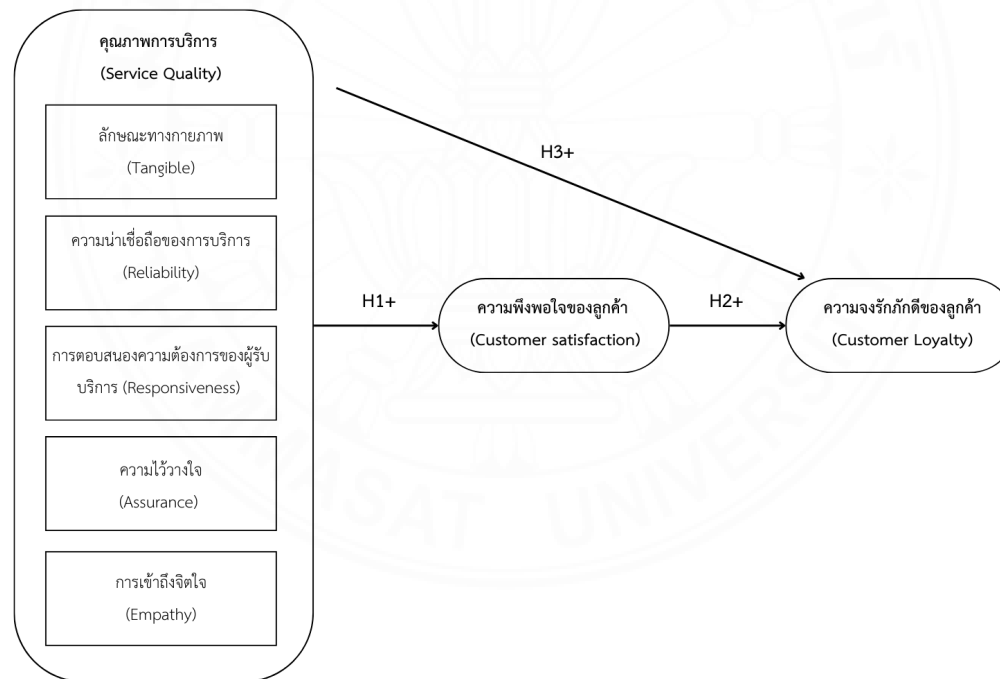 คุณภาพการบริการ
(Service Quality)
ลักษณะทางกายภาพ
(Tangible)
ความน่าเชื่อถือของการบริการ
(Reliability)
การตอบสนองความต้องการของผู้รับ
บริการ (Responsiveness)
ความไว้วางใจ
(Assurance)
การเข้าถึงจิตใจ
(Empathy)
H3+
H1+
ความพึงพอใจของลูกค้า
(Customer satisfaction)
H2+
ความจงรักภักดีของลูกค้า
(Customer Loyalty)
MASAT UNIVERS